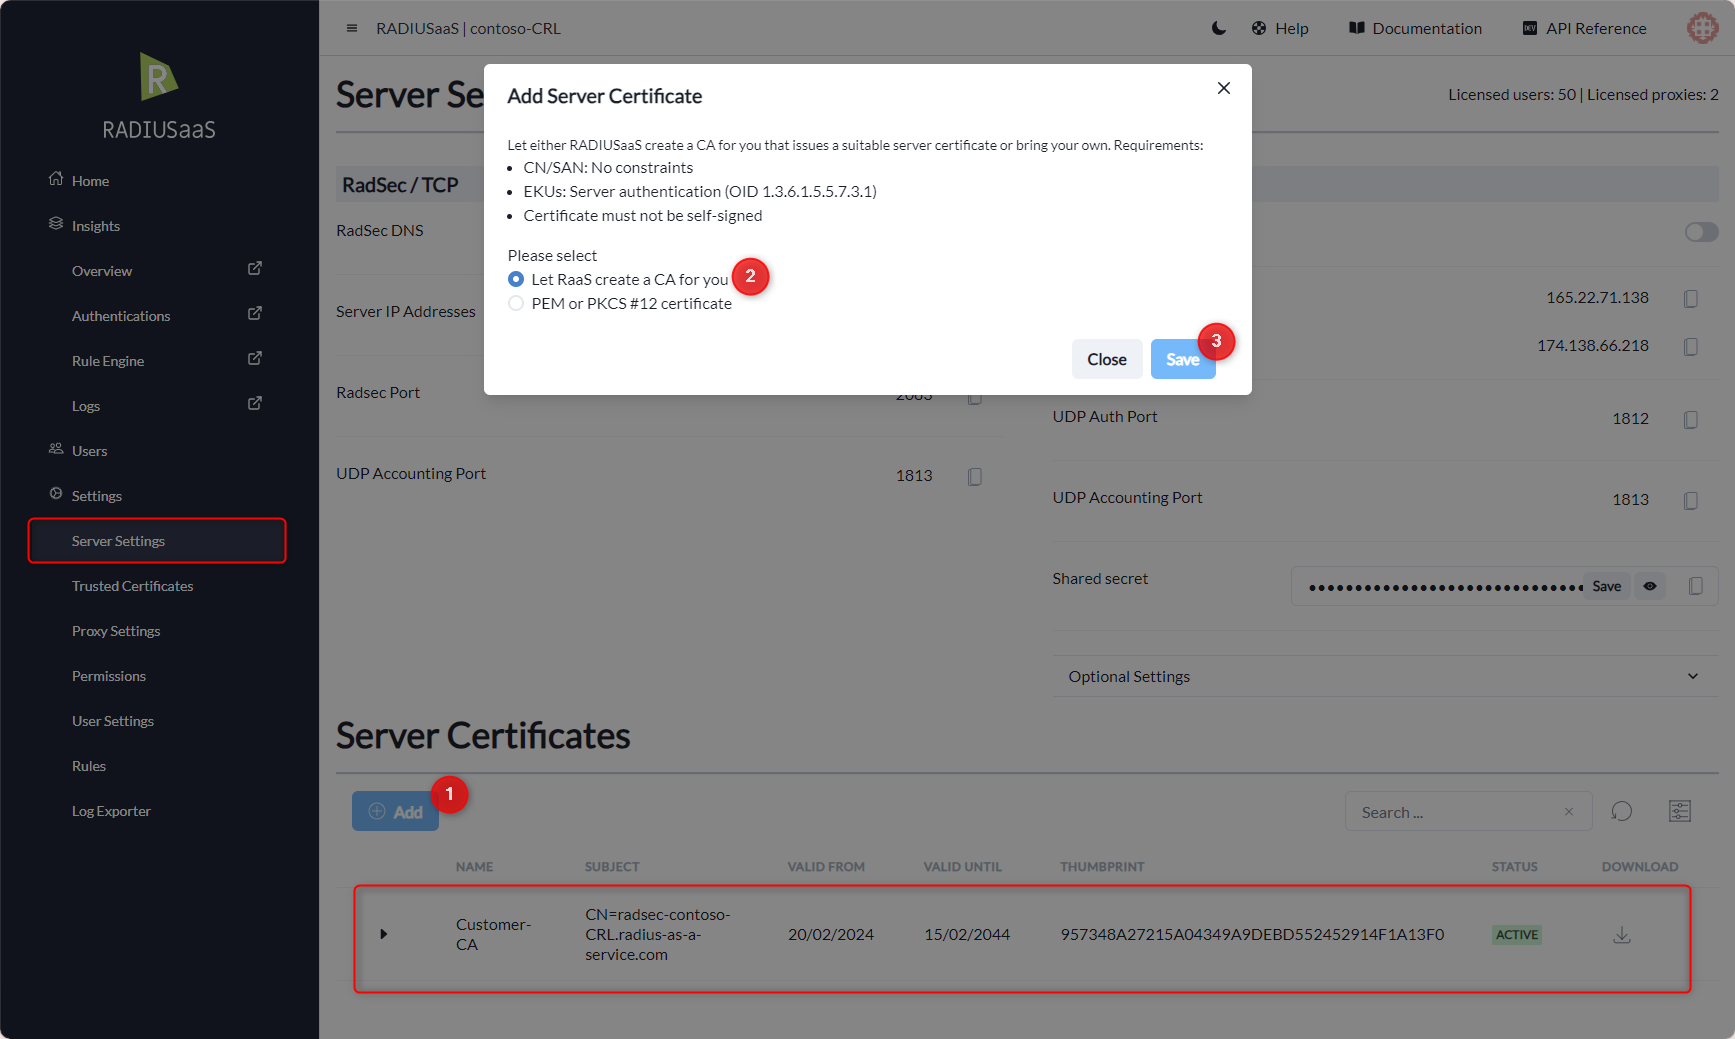 RADIUSaaS | contoso-CRL
Help
Documentation
DEV
API Reference
R
RADIUSaaS
Home
Insights
Overview
Authentications
Rule Engine
Logs
Users
Settings
Server Settings
Trusted Certificates
Proxy Settings
Permissions
User Settings
Rules
Log Exporter
Server Se
Licensed users: 50 | Licensed proxies: 2
Add Server Certificate
Let either RADIUSaaS create a CA for you that issues a suitable server certificate or bring your own. Requirements:
• CN/SAN: No constraints
• EKUs: Server authentication (OID 1.3.6.1.5.5.7.3.1)
• Certificate must not be self-signed
Please select
Let RaaS create a CA for you
2
PEM or PKCS #12 certificate
3
Close
Save
RadSec / TCP
RadSec DNS
Server IP Addresses
165.22.71.138
174.138.66.218
Radsec Port
2083
UDP Accounting Port
1813
UDP Auth Port
1812
UDP Accounting Port
1813
Shared secret
Save
Optional Settings
Server Certificates
Add
1
Search ...
NAME SUBJECT VALID FROM VALID UNTIL THUMBPRINT STATUS DOWNLOAD
Customer-
CA
CN=radsec-contoso-
CRL.radius-as-a-
service.com
20/02/2024
15/02/2044
957348A27215A04349A9DEBD552452914F1A13F0
ACTIVE